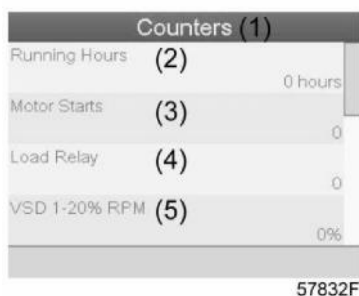 Counters (1)
Running Hours (2)
0 hours
Motor Starts (3)
0
Load Relay (4)
0
VSD 1-20% RPM (5)
0%
57832F